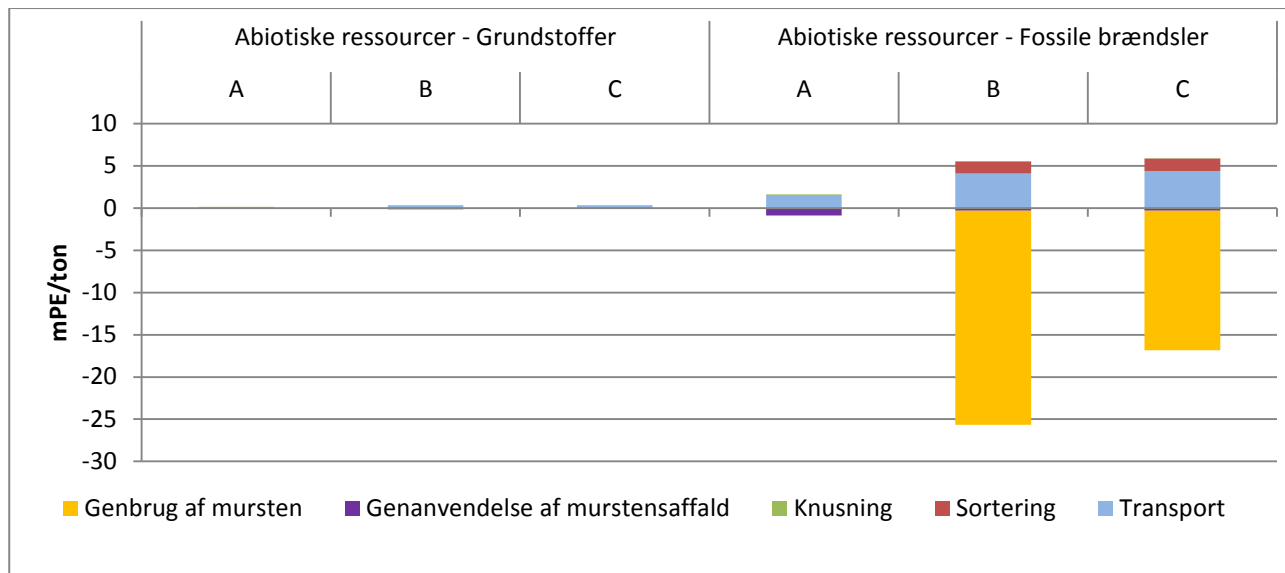 Abiotiske ressourcer - Grundstoffer Abiotiske ressourcer - Fossile brændsler
A B C A B C
10
5
0
-5
-10
-15
-20
-25
-30
mPE/ton
Genbrug af mursten Genanvendelse af murstensaffald Knusning Sortering Transport